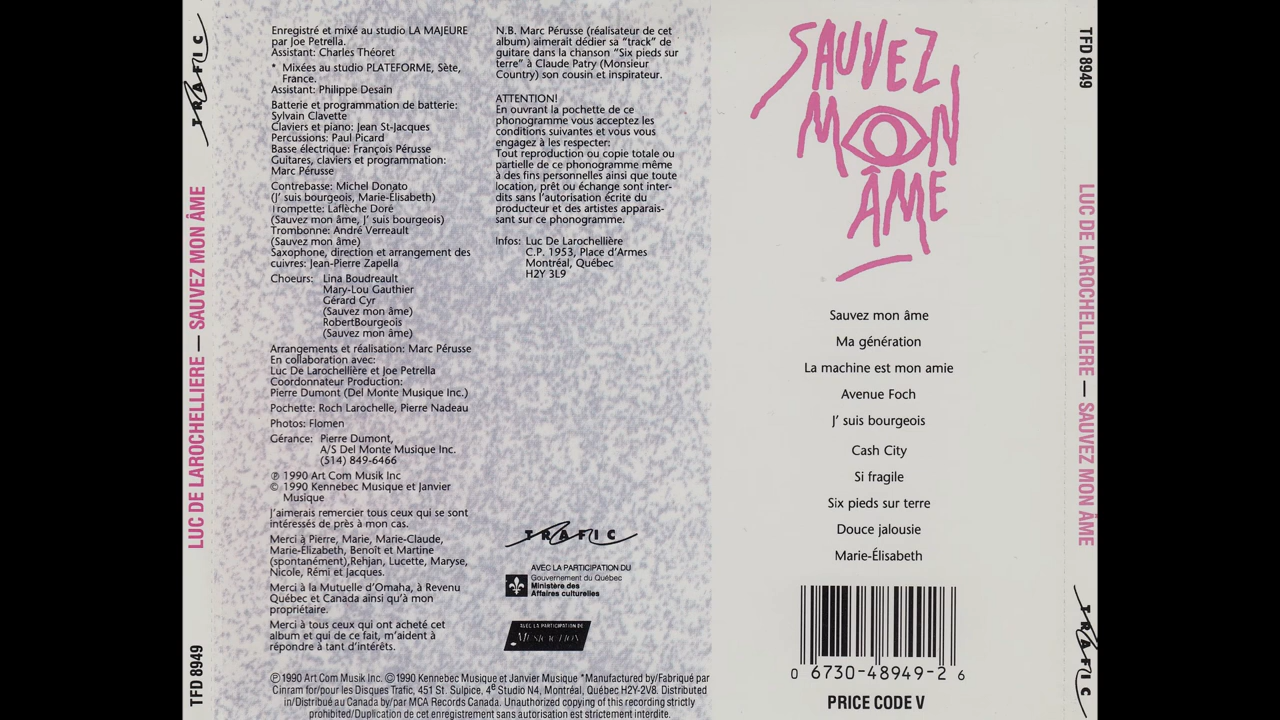 TRAFIC
LUC DE LAROCHELLIERE — SAUVEZ MON ÂME
TFD 8949
Enregistré et mixé au studio LA MAJEURE
par Joe Petrella.
Assistant: Charles Théoret
* Mixées au studio PLATEFORME, Sète,
France.
Assistant: Philippe Desain
Batterie et programmation de batterie:
Sylvain Clavette
Claviers et piano: Jean St-Jacques
Percussions: Paul Picard
Basse électrique: François Pérusse
Guitares, claviers et programmation:
Marc Pérusse
Contrebasse: Michel Donato
(J' suis bourgeois, Marie-Élisabeth)
Trompette: Laflèche Doré
(Sauvez mon âme, J' suis bourgeois)
Trombonne: André Verreault
(Sauvez mon âme)
Saxophone, direction et arrangement des
cuivres: Jean-Pierre Zapella
Choeurs: Lina Boudreault
Mary-Lou Gauthier
Gérard Cyr
(Sauvez mon âme)
RobertBourgeois
(Sauvez mon âme)
Arrangements et réalisation: Marc Pérusse
En collaboration avec:
Luc De Larochellière et Joe Petrella
Coordonnateur Production:
Pierre Dumont (Del Monte Musique Inc.)
Pochette: Roch Larochelle, Pierre Nadeau
Photos: Flomen
Gérance: Pierre Dumont,
A/S Del Monte Musique Inc.
(514) 849-6466
℗ 1990 Art Com Musik Inc
© 1990 Kennebec Musique et Janvier
Musique
J'aimerais remercier tous ceux qui se sont
intéressés de près à mon cas.
Merci à Pierre, Marie, Marie-Claude,
Marie-Élizabeth, Benoît et Martine
(spontanément),Rehjan, Lucette, Maryse,
Nicole, Rémi et Jacques.
Merci à la Mutuelle d'Omaha, à Revenu
Québec et Canada ainsi qu'à mon
propriétaire.
Merci à tous ceux qui ont acheté cet
album et qui de ce fait, m'aident à
répondre à tant d'intérêts.
N.B. Marc Pérusse (réalisateur de cet
album) aimerait dédier sa "track" de
guitare dans la chanson "Six pieds sur
terre" à Claude Patry (Monsieur
Country) son cousin et inspirateur.
ATTENTION!
En ouvrant la pochette de ce
phonogramme vous acceptez les
conditions suivantes et vous vous
engagez à les respecter:
Tout reproduction ou copie totale ou
partielle de ce phonogramme même
à des fins personnelles ainsi que toute
location, prêt ou échange sont inter-
dits sans l'autorisation écrite du
producteur et des artistes apparais-
sant sur ce phonogramme.
Infos: Luc De Larochellière
C.P. 1953, Place d'Armes
Montréal, Québec
H2Y 3L9
TRAFIC
AVEC LA PARTICIPATION DU
Gouvernement du Québec
Ministère des
Affaires culturelles
AVEC LA PARTICIPATION DE
MUSICACTION
℗1990 Art Com Musik Inc. ©1990 Kennebec Musique et Janvier Musique *Manufactured by/Fabriqué par
Cinram for/pour les Disques Trafic, 451 St. Sulpice, 4e Studio N4, Montréal, Québec H2Y-2V8. Distributed
in/Distribué au Canada by/par MCA Records Canada. Unauthorized copying of this recording strictly
prohibited/Duplication de cet enregistrement sans autorisation est strictement interdite.
SAUVEZ
MON
ÂME
Sauvez mon âme
Ma génération
La machine est mon amie
Avenue Foch
J' suis bourgeois
Cash City
Si fragile
Six pieds sur terre
Douce jalousie
Marie-Élisabeth
0 6730-48949-2 6
PRICE CODE V
TFD 8949
LUC DE LAROCHELLIERE — SAUVEZ MON ÂME
TRAFIC